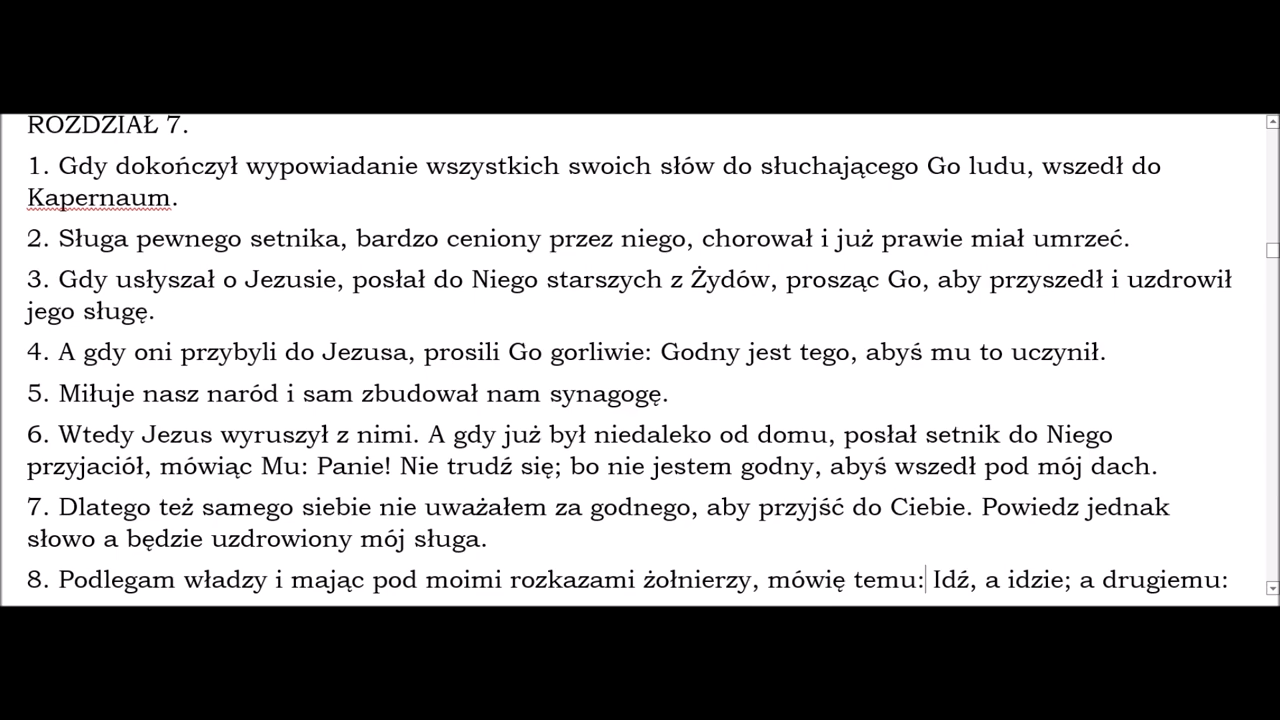 ROZDZIAŁ 7.
1. Gdy dokończył wypowiadanie wszystkich swoich słów do słuchającego Go ludu, wszedł do
Kapernaum.
2. Sługa pewnego setnika, bardzo ceniony przez niego, chorował i już prawie miał umrzeć.
3. Gdy usłyszał o Jezusie, posłał do Niego starszych z Żydów, prosząc Go, aby przyszedł i uzdrowił
jego sługę.
4. A gdy oni przybyli do Jezusa, prosili Go gorliwie: Godny jest tego, abyś mu to uczynił.
5. Miłuje nasz naród i sam zbudował nam synagogę.
6. Wtedy Jezus wyruszył z nimi. A gdy już był niedaleko od domu, posłał setnik do Niego
przyjaciół, mówiąc Mu: Panie! Nie trudź się; bo nie jestem godny, abyś wszedł pod mój dach.
7. Dlatego też samego siebie nie uważałem za godnego, aby przyjść do Ciebie. Powiedz jednak
słowo a będzie uzdrowiony mój sługa.
8. Podlegam władzy i mając pod moimi rozkazami żołnierzy, mówię temu: Idź, a idzie; a drugiemu: